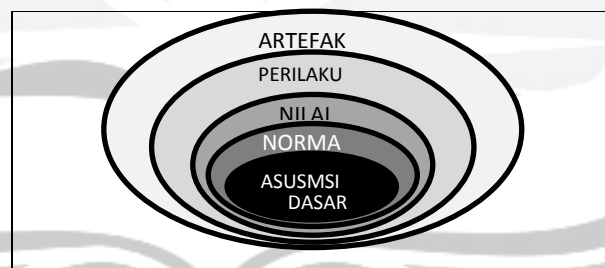 ARTEFAK
PERILAKU
NILAI
NORMA
ASUSMSI
DASAR